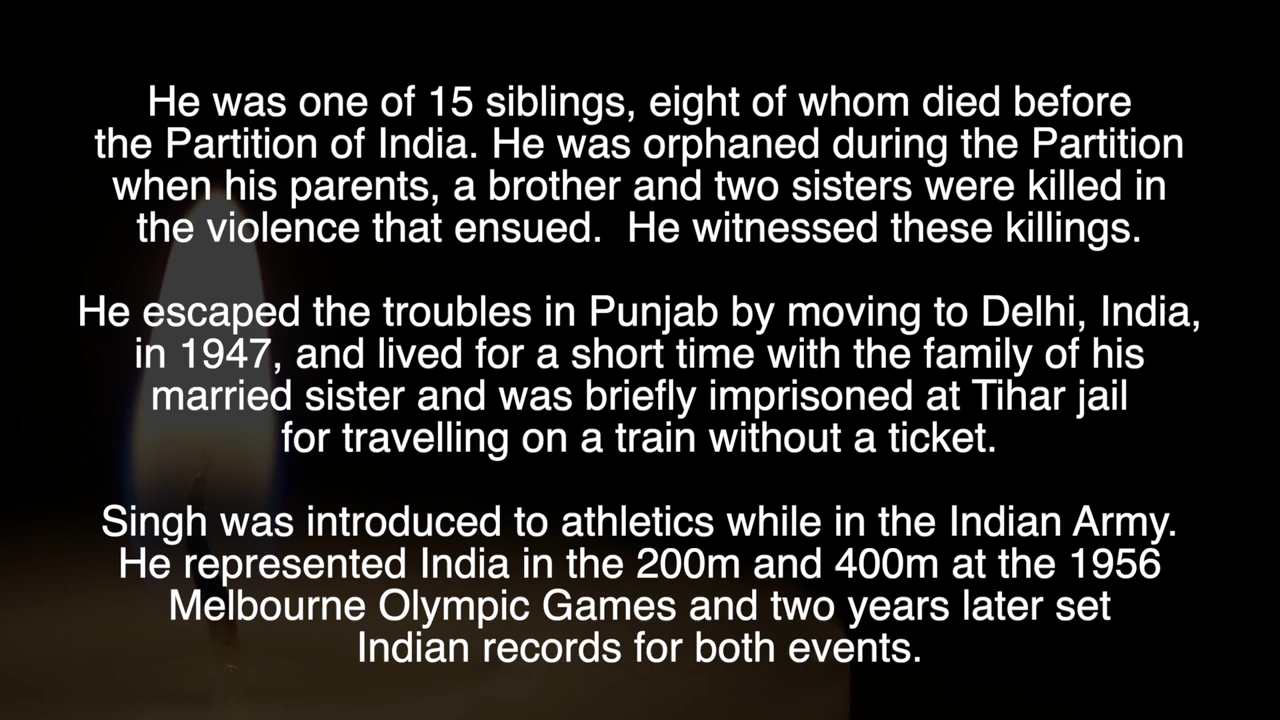 He was one of 15 siblings, eight of whom died before
the Partition of India. He was orphaned during the Partition
when his parents, a brother and two sisters were killed in
the violence that ensued.  He witnessed these killings.
He escaped the troubles in Punjab by moving to Delhi, India,
in 1947, and lived for a short time with the family of his
married sister and was briefly imprisoned at Tihar jail
for travelling on a train without a ticket.
Singh was introduced to athletics while in the Indian Army.
He represented India in the 200m and 400m at the 1956
Melbourne Olympic Games and two years later set
Indian records for both events.